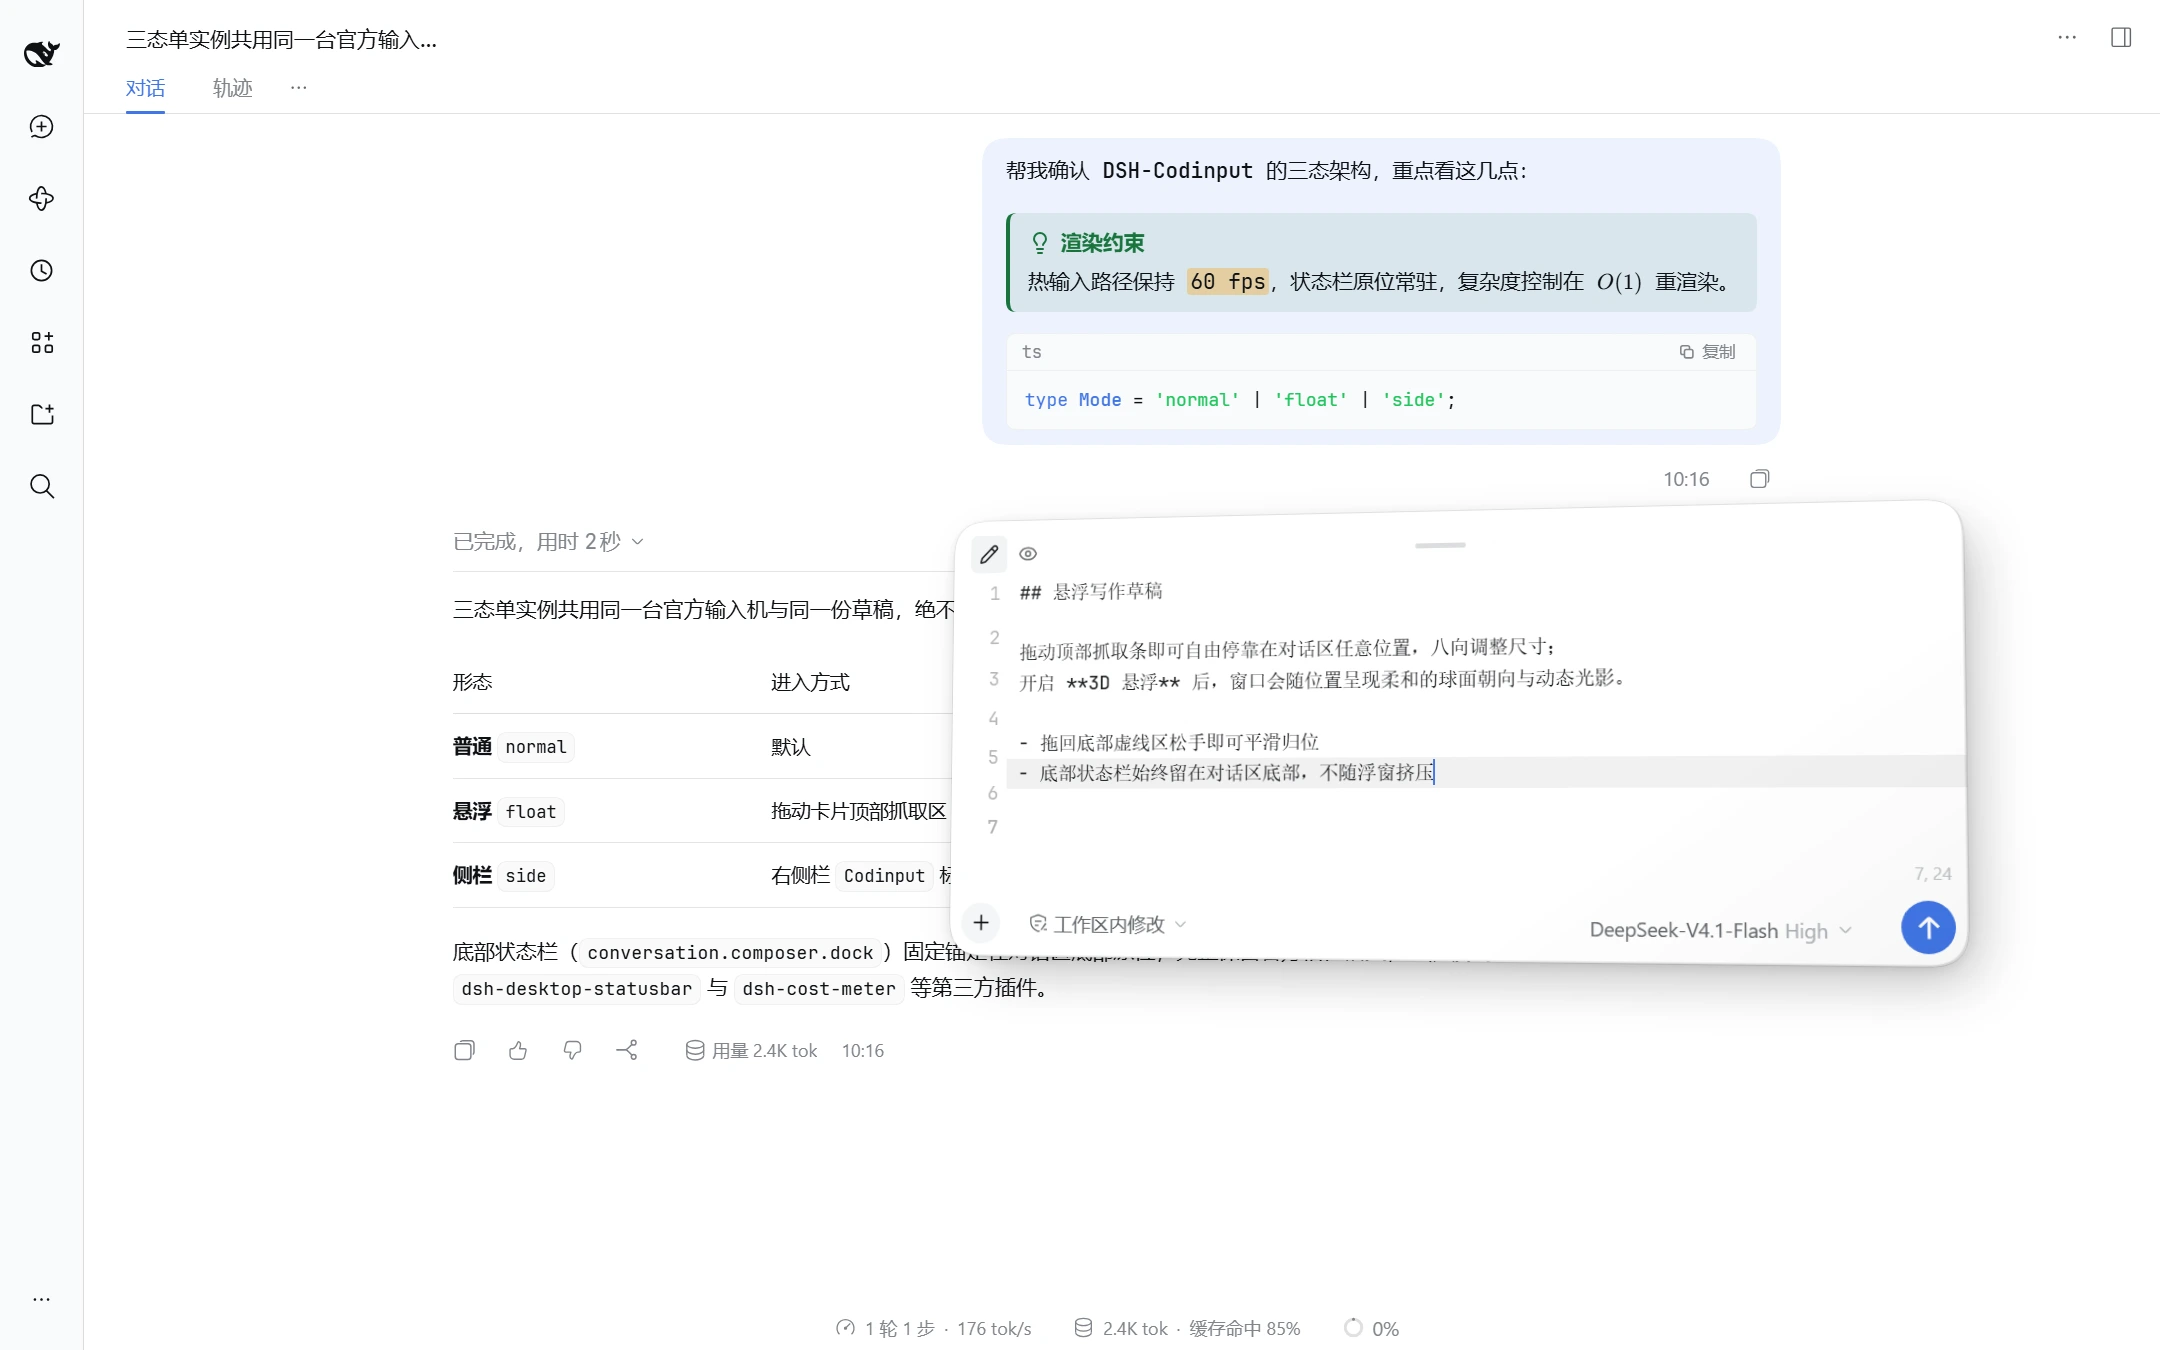 三态单实例共用同一台官方输入...
对话
轨迹
帮我确认 DSH-Codinput 的三态架构，重点看这几点：
渲染约束
热输入路径保持 60 fps，状态栏原位常驻，复杂度控制在 O(1) 重渲染。
ts
复制
type Mode = 'normal' | 'float' | 'side';
10:16
已完成，用时 2秒
三态单实例共用同一台官方输入机与同一份草稿，绝不
形态 进入方式
普通 normal 默认
悬浮 float 拖动卡片顶部抓取区
侧栏 side 右侧栏 Codinput
底部状态栏（conversation.composer.dock）固定锚
dsh-desktop-statusbar 与 dsh-cost-meter 等第三方插件。
用量 2.4K tok
10:16
1 ## 悬浮写作草稿
2
3 拖动顶部抓取条即可自由停靠在对话区任意位置，八向调整尺寸；
4 开启 **3D 悬浮** 后，窗口会随位置呈现柔和的球面朝向与动态光影。
5
6 - 拖回底部虚线区松手即可平滑归位
7 - 底部状态栏始终留在对话区底部，不随浮窗挤压
7, 24
工作区内修改
DeepSeek-V4.1-Flash High
1 轮 1 步 · 176 tok/s
2.4K tok · 缓存命中 85%
0%